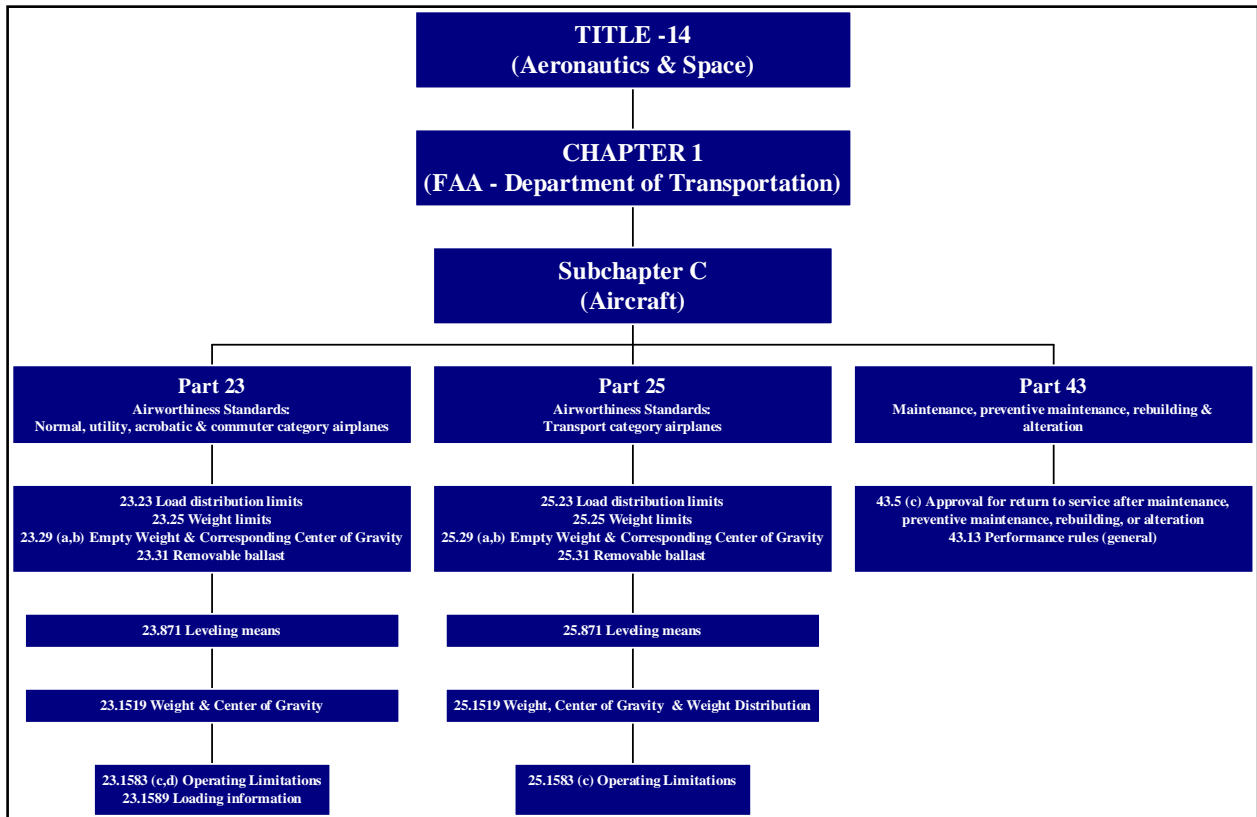 TITLE -14
(Aeronautics & Space)
CHAPTER 1
(FAA - Department of Transportation)
Subchapter C
(Aircraft)
Part 23
Airworthiness Standards:
Normal, utility, acrobatic & commuter category airplanes
Part 25
Airworthiness Standards:
Transport category airplanes
Part 43
Maintenance, preventive maintenance, rebuilding &
alteration
23.23 Load distribution limits
23.25 Weight limits
23.29 (a,b) Empty Weight & Corresponding Center of Gravity
23.31 Removable ballast
25.23 Load distribution limits
25.25 Weight limits
25.29 (a,b) Empty Weight & Corresponding Center of Gravity
25.31 Removable ballast
43.5 (c) Approval for return to service after maintenance,
preventive maintenance, rebuilding, or alteration
43.13 Performance rules (general)
23.871 Leveling means
25.871 Leveling means
23.1519 Weight & Center of Gravity
25.1519 Weight, Center of Gravity & Weight Distribution
23.1583 (c,d) Operating Limitations
23.1589 Loading information
25.1583 (c) Operating Limitations